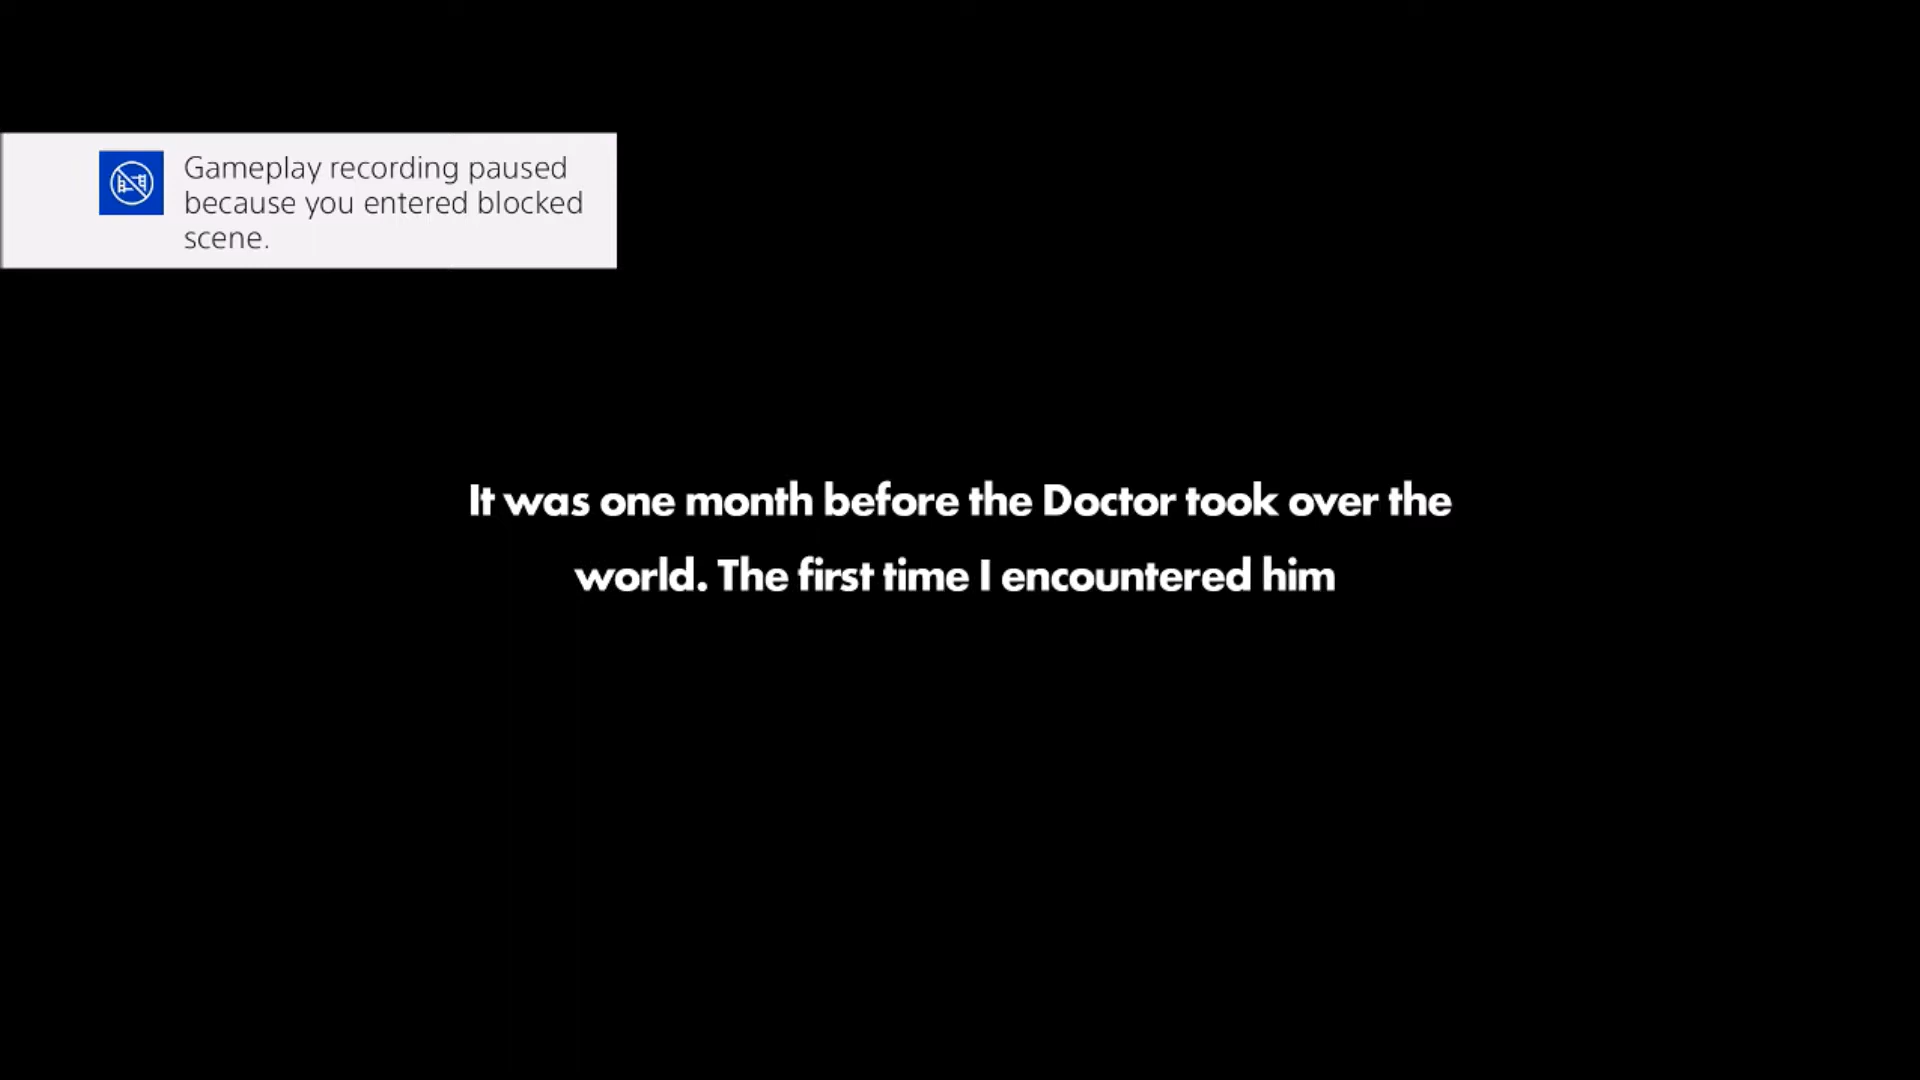 Gameplay recording paused
because you entered blocked
scene.
It was one month before the Doctor took over the
world. The first time I encountered him